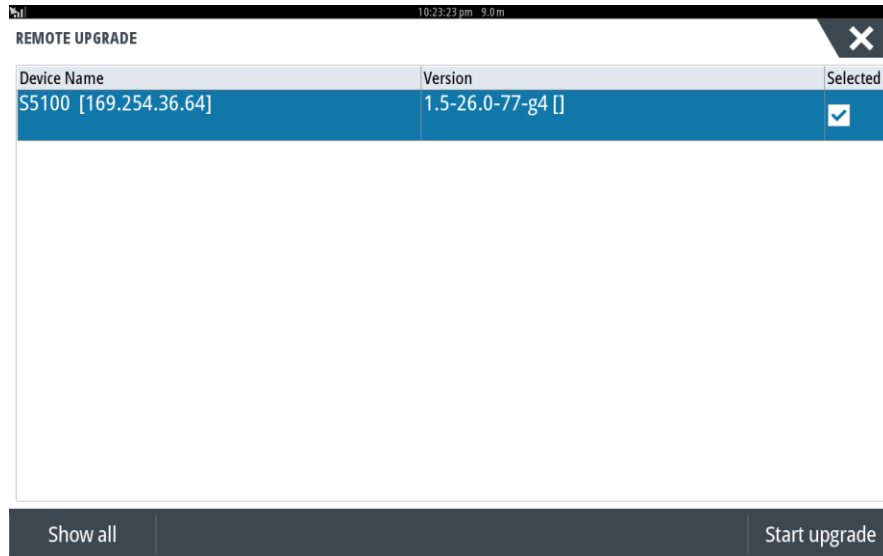 10:23:23 pm 9.0 m
REMOTE UPGRADE
Device Name Version Selected
S5100 [169.254.36.64] 1.5-26.0-77-g4 []
Show all Start upgrade